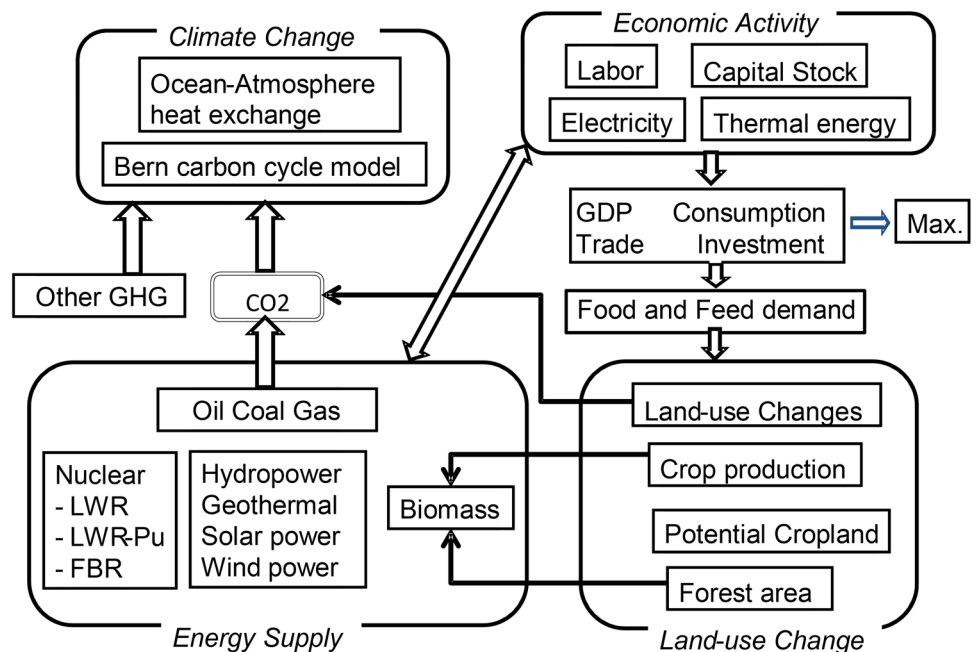 Climate Change
Ocean-Atmosphere
heat exchange
Bern carbon cycle model
Economic Activity
Labor
Capital Stock
Electricity
Thermal energy
GDP Consumption
Trade Investment
Max.
Other GHG
CO2
Food and Feed demand
Oil Coal Gas
Nuclear
- LWR
- LWR-Pu
- FBR
Hydropower
Geothermal
Solar power
Wind power
Biomass
Energy Supply
Land-use Changes
Crop production
Potential Cropland
Forest area
Land-use Change